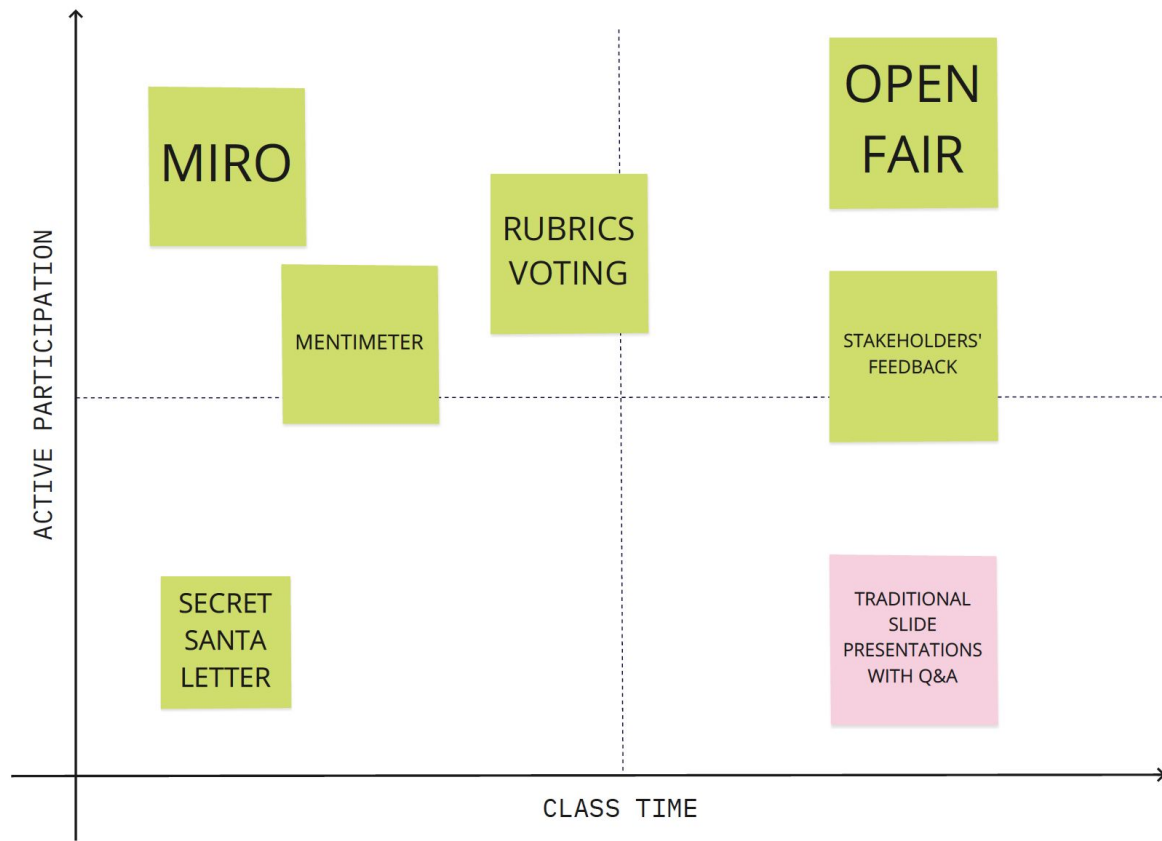 OPEN
FAIR
MIRO
RUBRICS
VOTING
MENTIMETER
STAKEHOLDERS'
FEEDBACK
ACTIVE PARTICIPATION
SECRET
SANTA
LETTER
TRADITIONAL
SLIDE
PRESENTATIONS
WITH Q&A
CLASS TIME